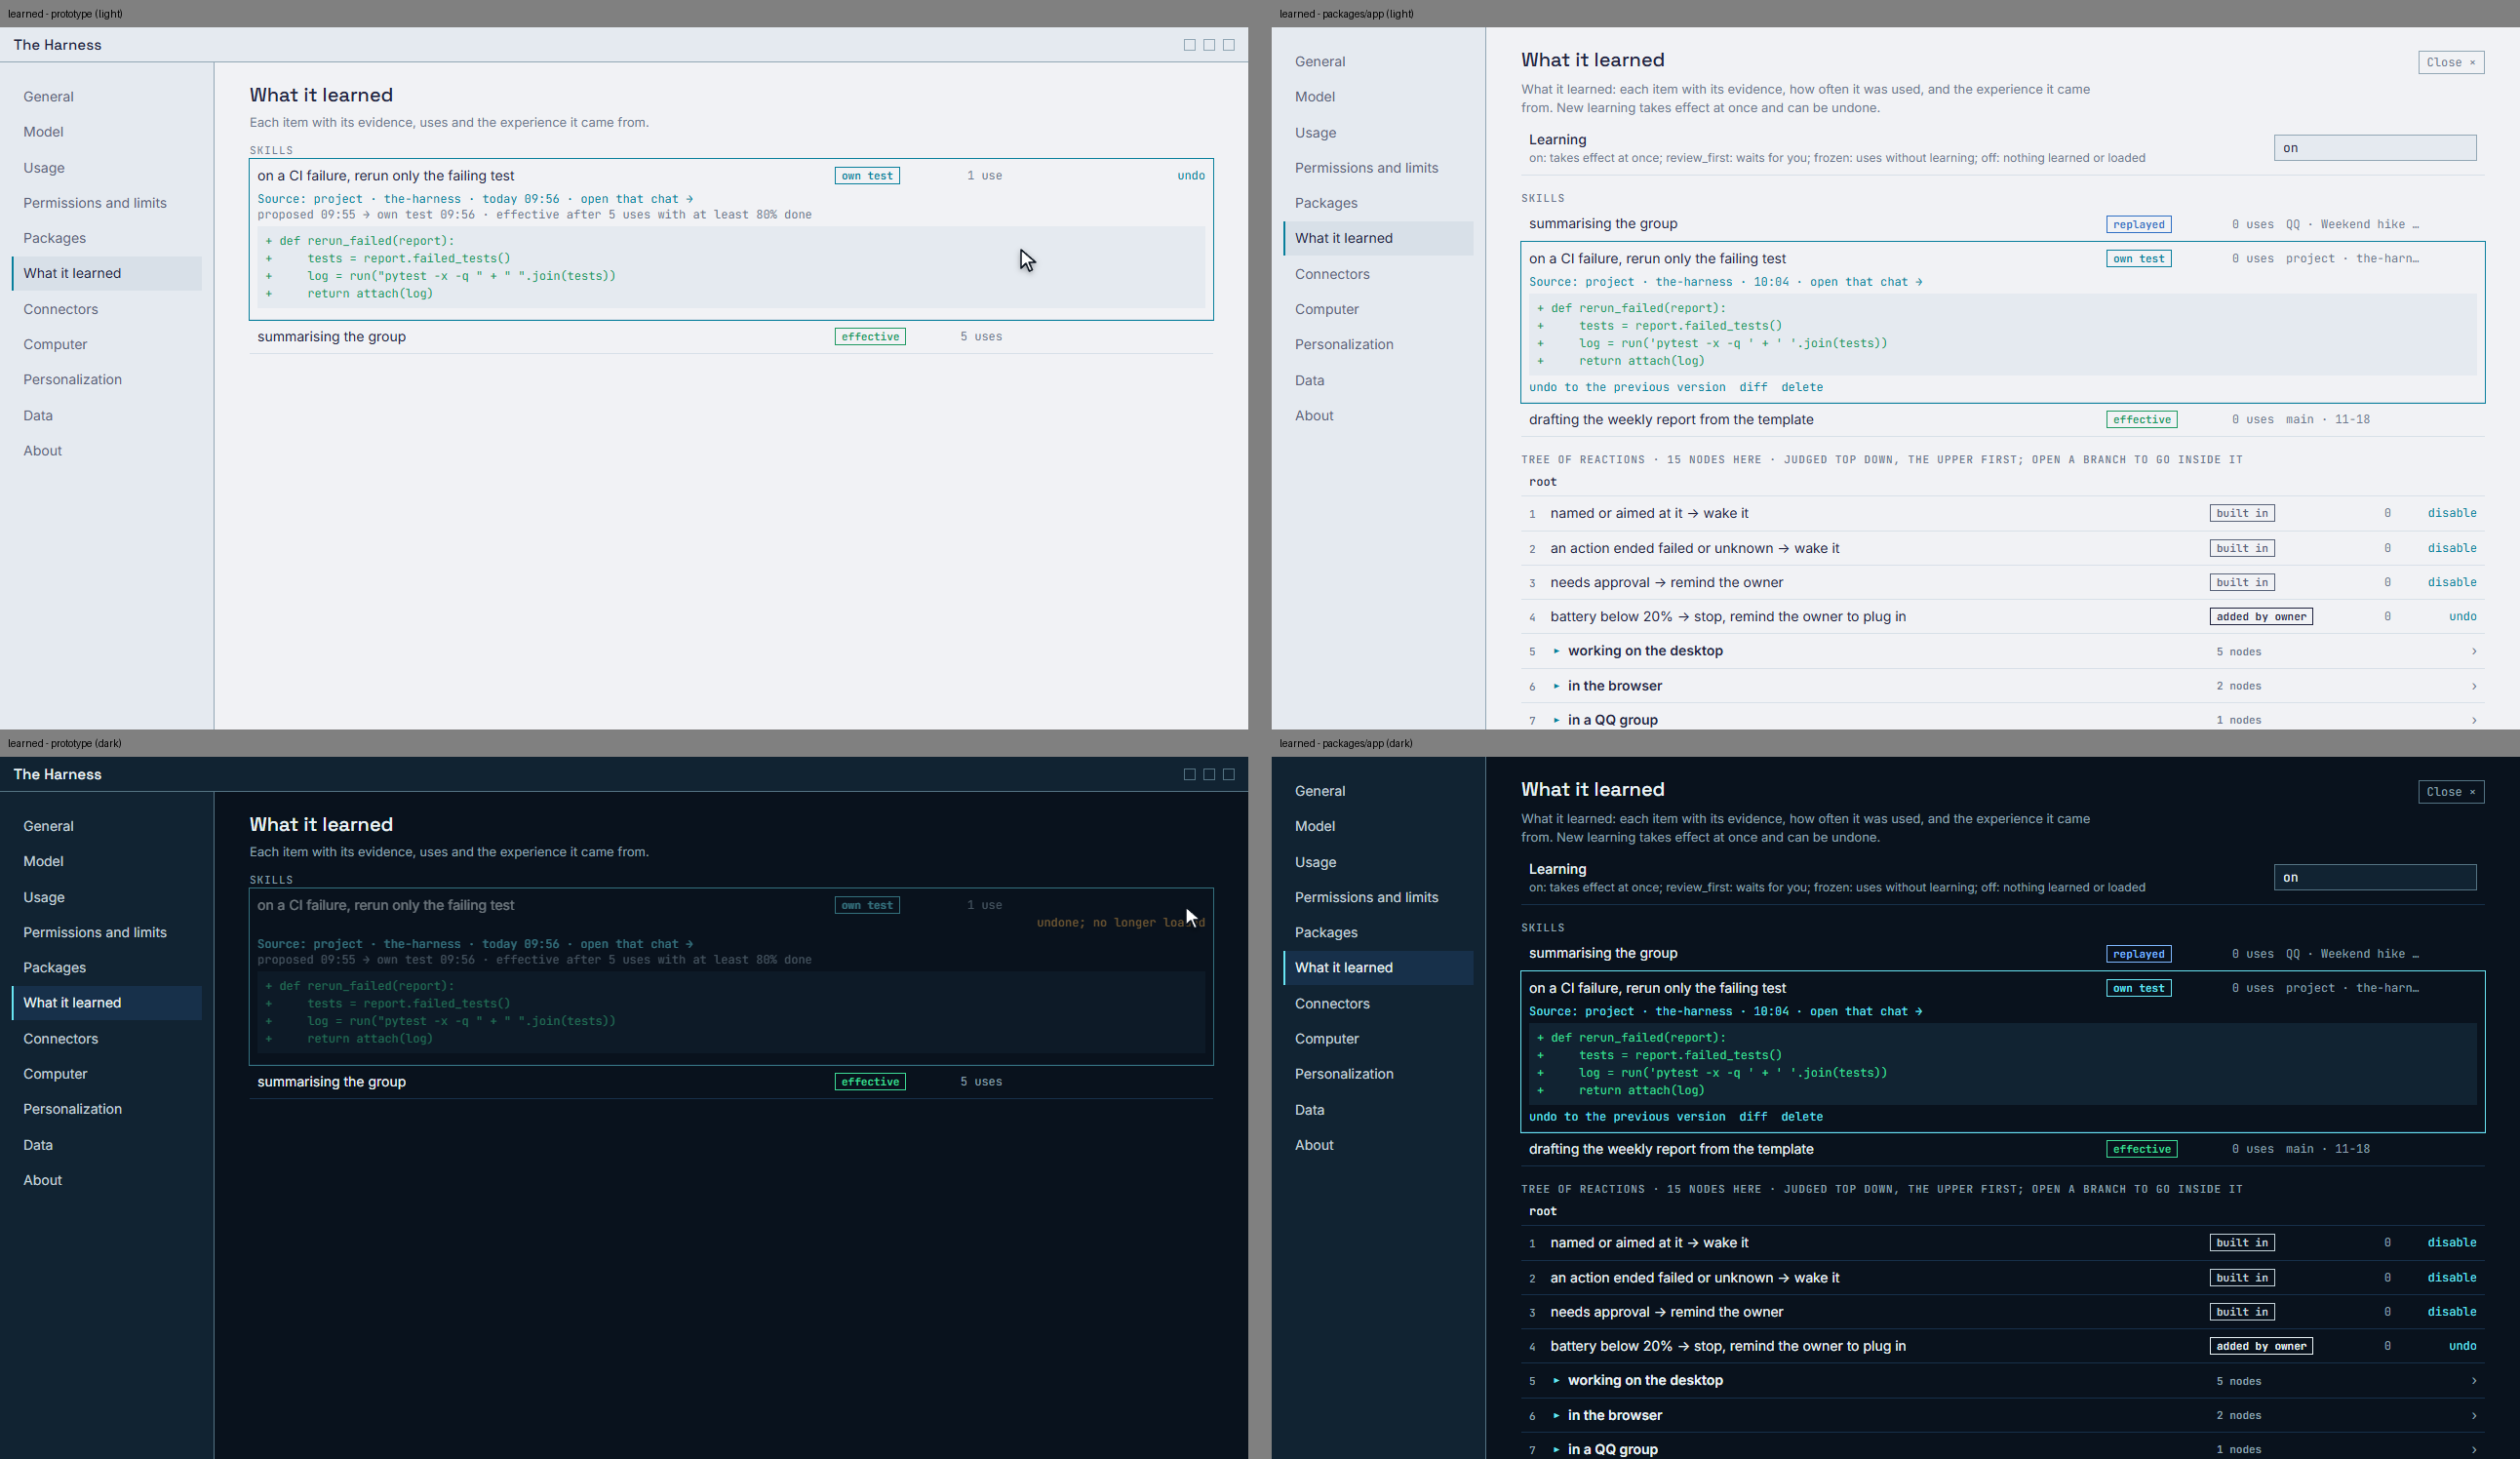 learned - prototype (light)
The Harness
General
Model
Usage
Permissions and limits
Packages
What it learned
Connectors
Computer
Personalization
Data
About
What it learned
Each item with its evidence, uses and the experience it came from.
SKILLS
on a CI failure, rerun only the failing test own test 1 use undo
Source: project · the-harness · today 09:56 · open that chat →
proposed 09:55 → own test 09:56 · effective after 5 uses with at least 80% done
+ def rerun_failed(report):
+     tests = report.failed_tests()
+     log = run("pytest -x -q " + " ".join(tests))
+     return attach(log)
summarising the group effective 5 uses
learned - packages/app (light)
General
Model
Usage
Permissions and limits
Packages
What it learned
Connectors
Computer
Personalization
Data
About
What it learned
Close ×
What it learned: each item with its evidence, how often it was used, and the experience it came
from. New learning takes effect at once and can be undone.
Learning
on: takes effect at once; review_first: waits for you; frozen: uses without learning; off: nothing learned or loaded
on
SKILLS
summarising the group replayed 0 uses QQ · Weekend hike …
on a CI failure, rerun only the failing test own test 0 uses project · the-harn…
Source: project · the-harness · 10:04 · open that chat →
+ def rerun_failed(report):
+     tests = report.failed_tests()
+     log = run('pytest -x -q ' + ' '.join(tests))
+     return attach(log)
undo to the previous version diff delete
drafting the weekly report from the template effective 0 uses main · 11-18
TREE OF REACTIONS · 15 NODES HERE · JUDGED TOP DOWN, THE UPPER FIRST; OPEN A BRANCH TO GO INSIDE IT
root
1 named or aimed at it → wake it built in 0 disable
2 an action ended failed or unknown → wake it built in 0 disable
3 needs approval → remind the owner built in 0 disable
4 battery below 20% → stop, remind the owner to plug in added by owner 0 undo
5 ▸ working on the desktop 5 nodes ›
6 ▸ in the browser 2 nodes ›
7 ▸ in a QQ group 1 nodes ›
learned - prototype (dark)
The Harness
General
Model
Usage
Permissions and limits
Packages
What it learned
Connectors
Computer
Personalization
Data
About
What it learned
Each item with its evidence, uses and the experience it came from.
SKILLS
on a CI failure, rerun only the failing test own test 1 use
undone; no longer loaded
Source: project · the-harness · today 09:56 · open that chat →
proposed 09:55 → own test 09:56 · effective after 5 uses with at least 80% done
+ def rerun_failed(report):
+     tests = report.failed_tests()
+     log = run("pytest -x -q " + " ".join(tests))
+     return attach(log)
summarising the group effective 5 uses
learned - packages/app (dark)
General
Model
Usage
Permissions and limits
Packages
What it learned
Connectors
Computer
Personalization
Data
About
What it learned
Close ×
What it learned: each item with its evidence, how often it was used, and the experience it came
from. New learning takes effect at once and can be undone.
Learning
on: takes effect at once; review_first: waits for you; frozen: uses without learning; off: nothing learned or loaded
on
SKILLS
summarising the group replayed 0 uses QQ · Weekend hike …
on a CI failure, rerun only the failing test own test 0 uses project · the-harn…
Source: project · the-harness · 10:04 · open that chat →
+ def rerun_failed(report):
+     tests = report.failed_tests()
+     log = run('pytest -x -q ' + ' '.join(tests))
+     return attach(log)
undo to the previous version diff delete
drafting the weekly report from the template effective 0 uses main · 11-18
TREE OF REACTIONS · 15 NODES HERE · JUDGED TOP DOWN, THE UPPER FIRST; OPEN A BRANCH TO GO INSIDE IT
root
1 named or aimed at it → wake it built in 0 disable
2 an action ended failed or unknown → wake it built in 0 disable
3 needs approval → remind the owner built in 0 disable
4 battery below 20% → stop, remind the owner to plug in added by owner 0 undo
5 ▸ working on the desktop 5 nodes ›
6 ▸ in the browser 2 nodes ›
7 ▸ in a QQ group 1 nodes ›